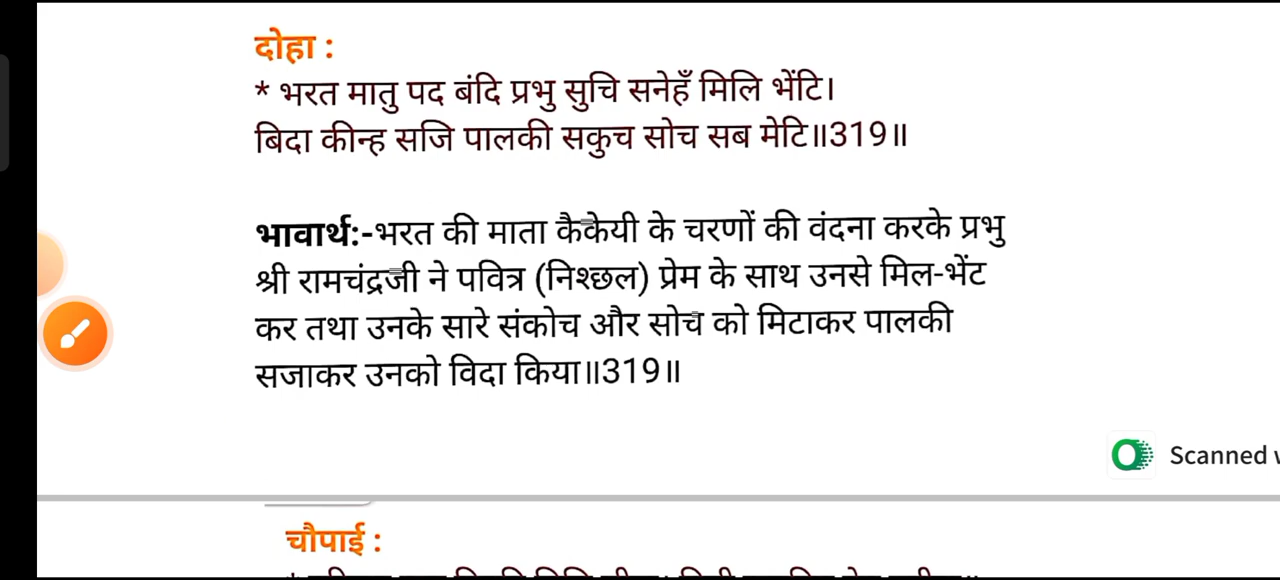 दोहा :
* भरत मातु पद बंदि प्रभु सुचि सनेहँ मिलि भेंटि।
बिदा कीन्ह सजि पालकी सकुच सोच सब मेटि॥319॥
भावार्थ:-भरत की माता कैकेयी के चरणों की वंदना करके प्रभु
श्री रामचंद्रजी ने पवित्र (निश्छल) प्रेम के साथ उनसे मिल-भेंट
कर तथा उनके सारे संकोच और सोच को मिटाकर पालकी
सजाकर उनको विदा किया॥319॥
Scanned
चौपाई :